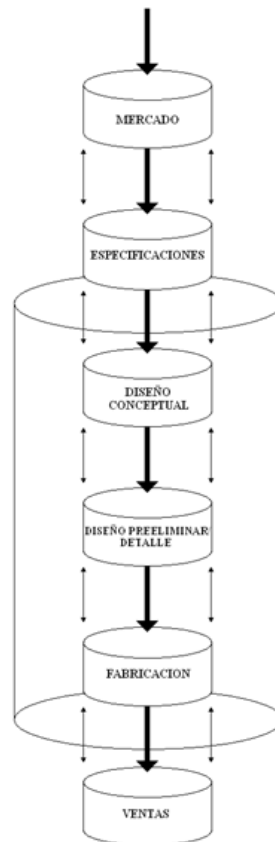 MERCADO
ESPECIFICACIONES
DISEÑO
CONCEPTUAL
DISEÑO PREELIMINAR/
DETALLE
FABRICACION
VENTAS